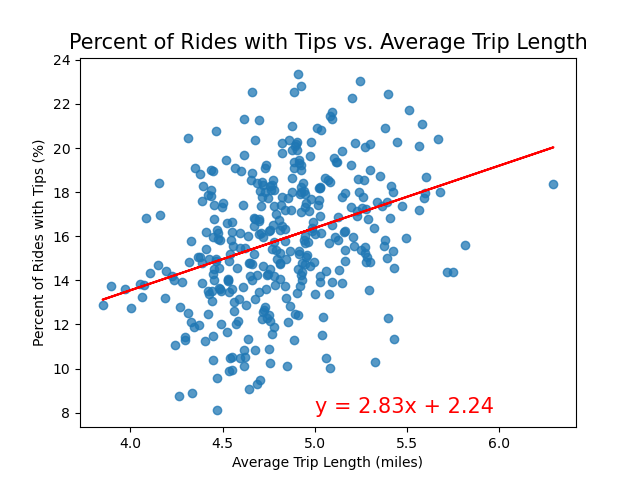 Percent of Rides with Tips vs. Average Trip Length
Percent of Rides with Tips (%)
24
22
20
18
16
14
12
10
8
y = 2.83x + 2.24
4.0 4.5 5.0 5.5 6.0
Average Trip Length (miles)